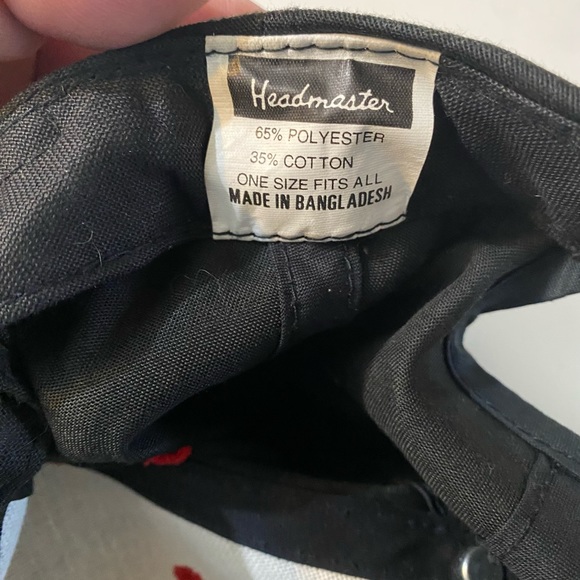 Headmaster
65% POLYESTER
35% COTTON
ONE SIZE FITS ALL
MADE IN BANGLADESH